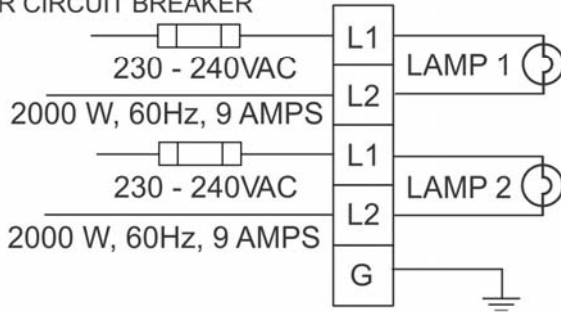 R CIRCUIT BREAKER
L1
230 - 240VAC
LAMP 1
L2
2000 W, 60Hz, 9 AMPS
L1
230 - 240VAC
LAMP 2
L2
2000 W, 60Hz, 9 AMPS
G